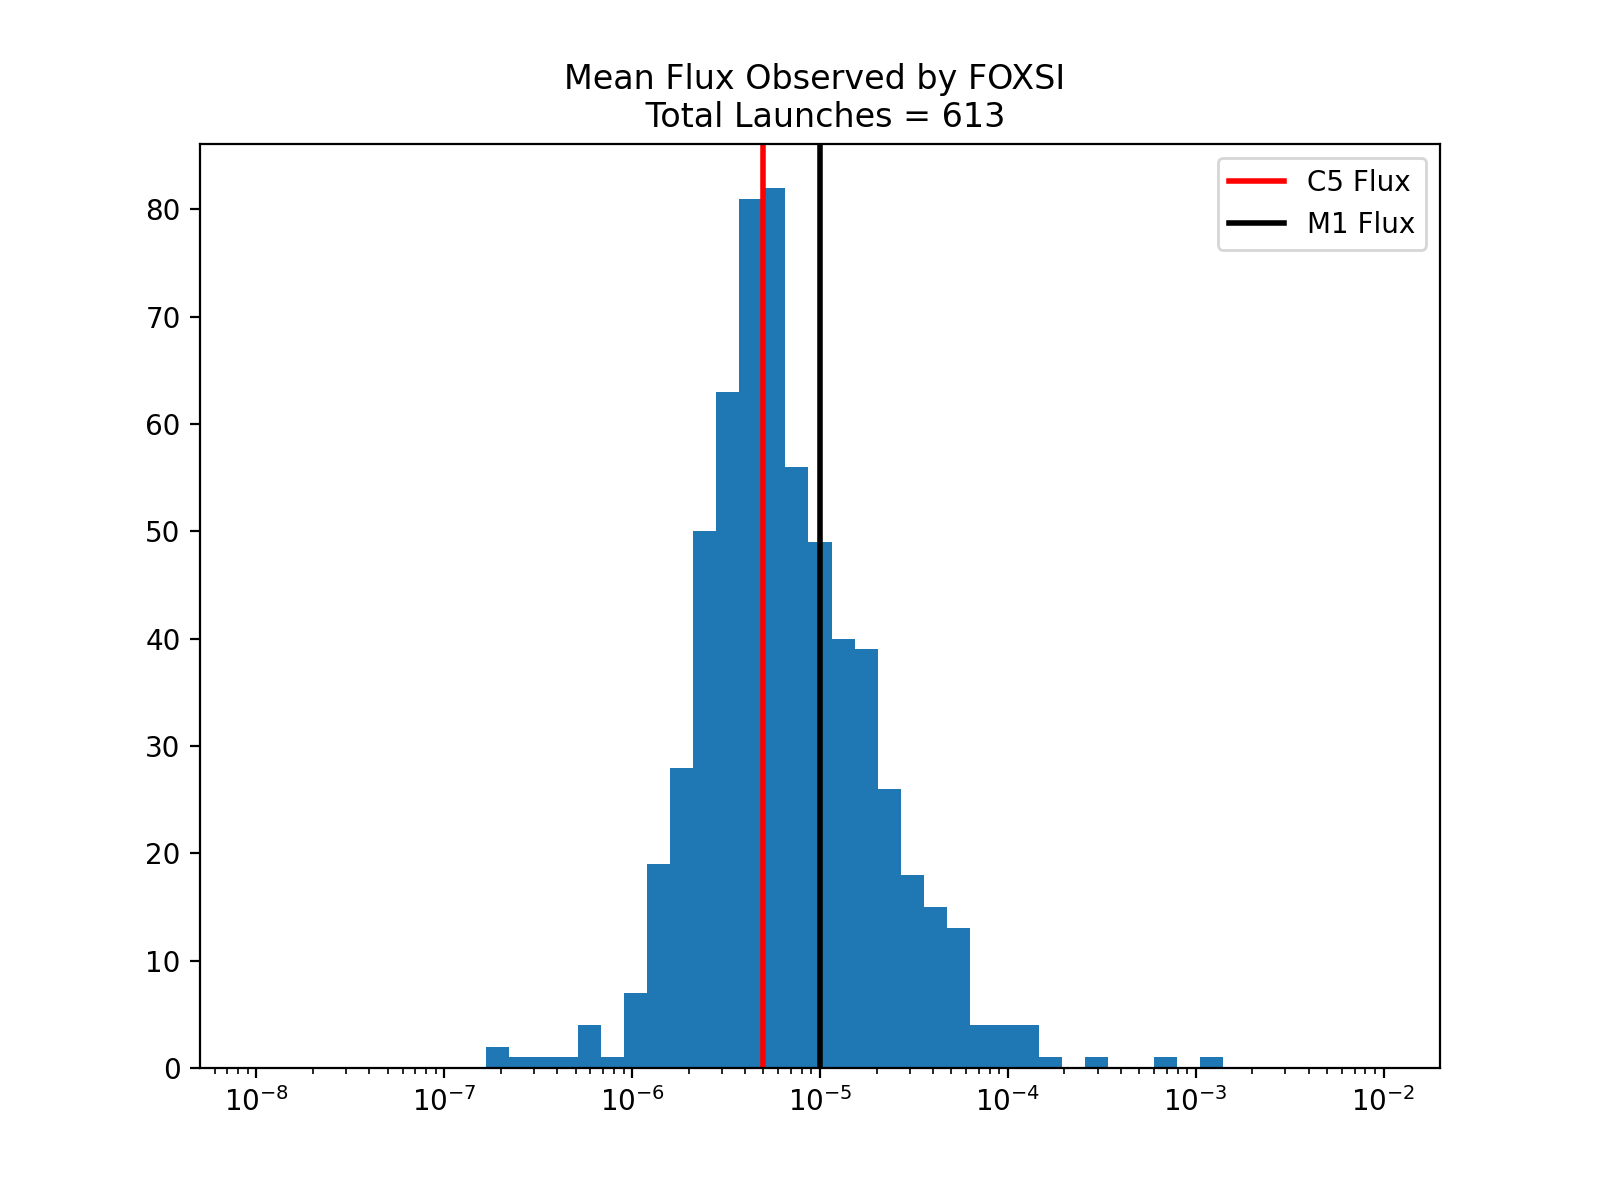 Mean Flux Observed by FOXSI
Total Launches = 613
C5 Flux
M1 Flux
80
70
60
50
40
30
20
10
0
10⁻⁸ 10⁻⁷ 10⁻⁶ 10⁻⁵ 10⁻⁴ 10⁻³ 10⁻²